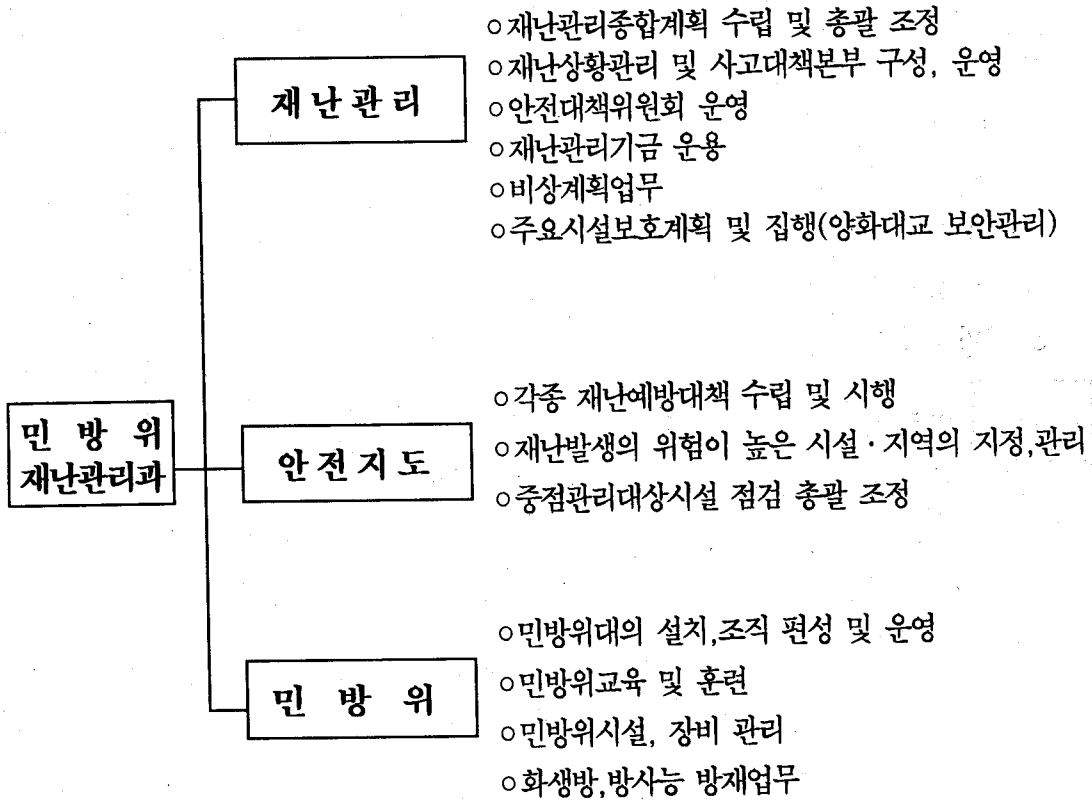 ○재난관리종합계획 수립 및 총괄 조정
○재난상황관리 및 사고대책본부 구성, 운영
재난관리
○안전대책위원회 운영
○재난관리기금 운용
○비상계획업무
○주요시설보호계획 및 집행(양화대교 보안관리)
민 방 위
재난관리과
○각종 재난예방대책 수립 및 시행
안전지도
○재난발생의 위험이 높은 시설·지역의 지정,관리
○중점관리대상시설 점검 총괄 조정
○민방위대의 설치,조직 편성 및 운영
민 방 위
○민방위교육 및 훈련
○민방위시설, 장비 관리
○화생방,방사능 방재업무